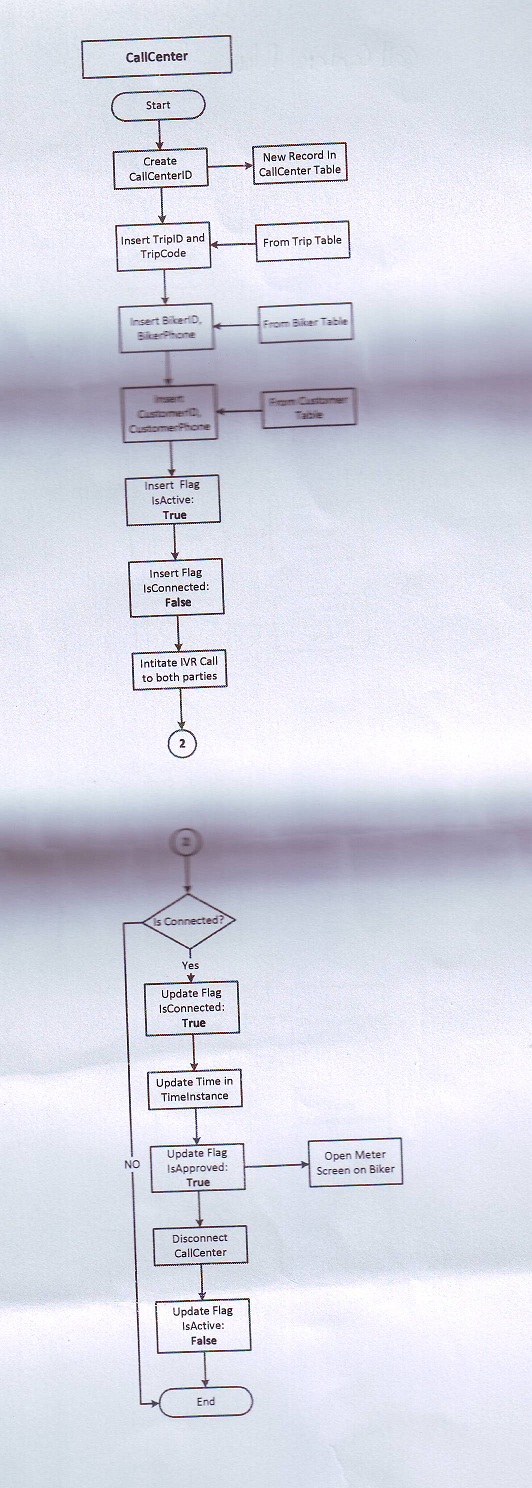 CallCenter
Start
Create
CallCenterID
New Record In
CallCenter Table
Insert TripID and
TripCode
From Trip Table
Insert BikerID,
BikerPhone
From Biker Table
Insert
CustomerID,
CustomerPhone
From Customer
Table
Insert Flag
IsActive:
True
Insert Flag
IsConnected:
False
Intitate IVR Call
to both parties
2
2
Is Connected?
Yes
Update Flag
IsConnected:
True
Update Time in
TimeInstance
NO
Update Flag
IsApproved:
True
Open Meter
Screen on Biker
Disconnect
CallCenter
Update Flag
IsActive:
False
End